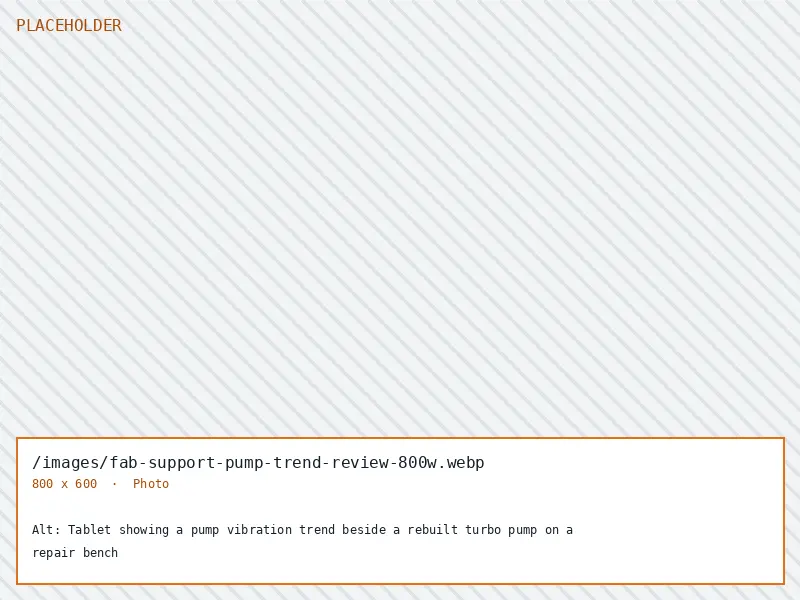 PLACEHOLDER
/images/fab-support-pump-trend-review-800w.webp
800 x 600 · Photo
Alt: Tablet showing a pump vibration trend beside a rebuilt turbo pump on a
repair bench